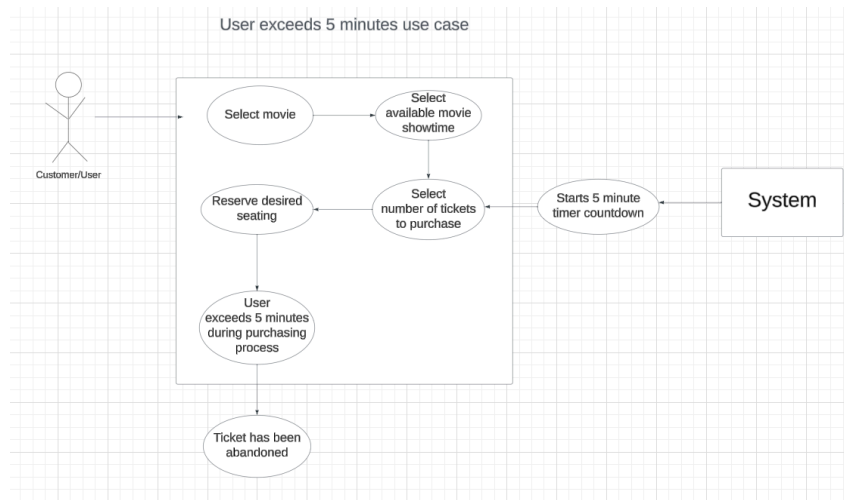 User exceeds 5 minutes use case
Select movie
Select
available movie
showtime
Customer/User
Reserve desired
seating
Select
number of tickets
to purchase
Starts 5 minute
timer countdown
System
User
exceeds 5 minutes
during purchasing
process
Ticket has been
abandoned